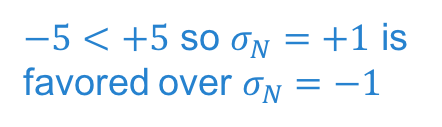 −5 < +5 so σ_N = +1 is
favored over σ_N = −1